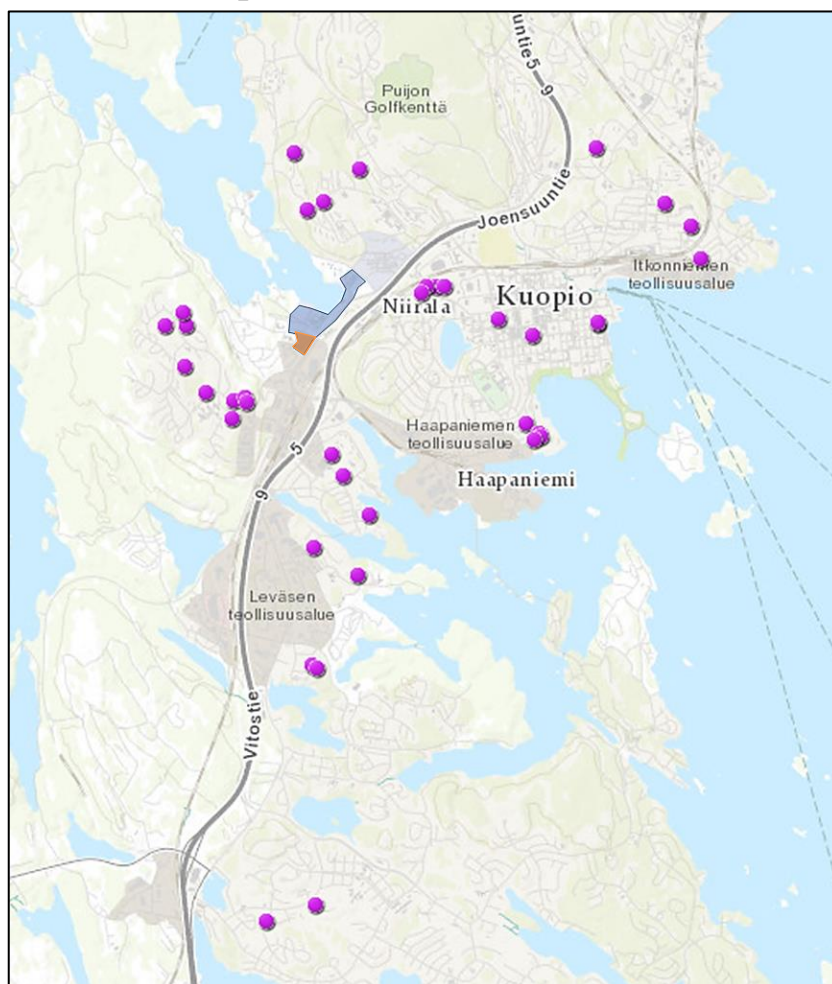 untie 5
9
Puijon
Golfkenttä
Joensuuntie
Itkonniemen
teollisuusalue
Niirala
Kuopio
Haapaniemen
teollisuusalue
5
Haapaniemi
9
Leväsen
teollisuusalue
Vitostie